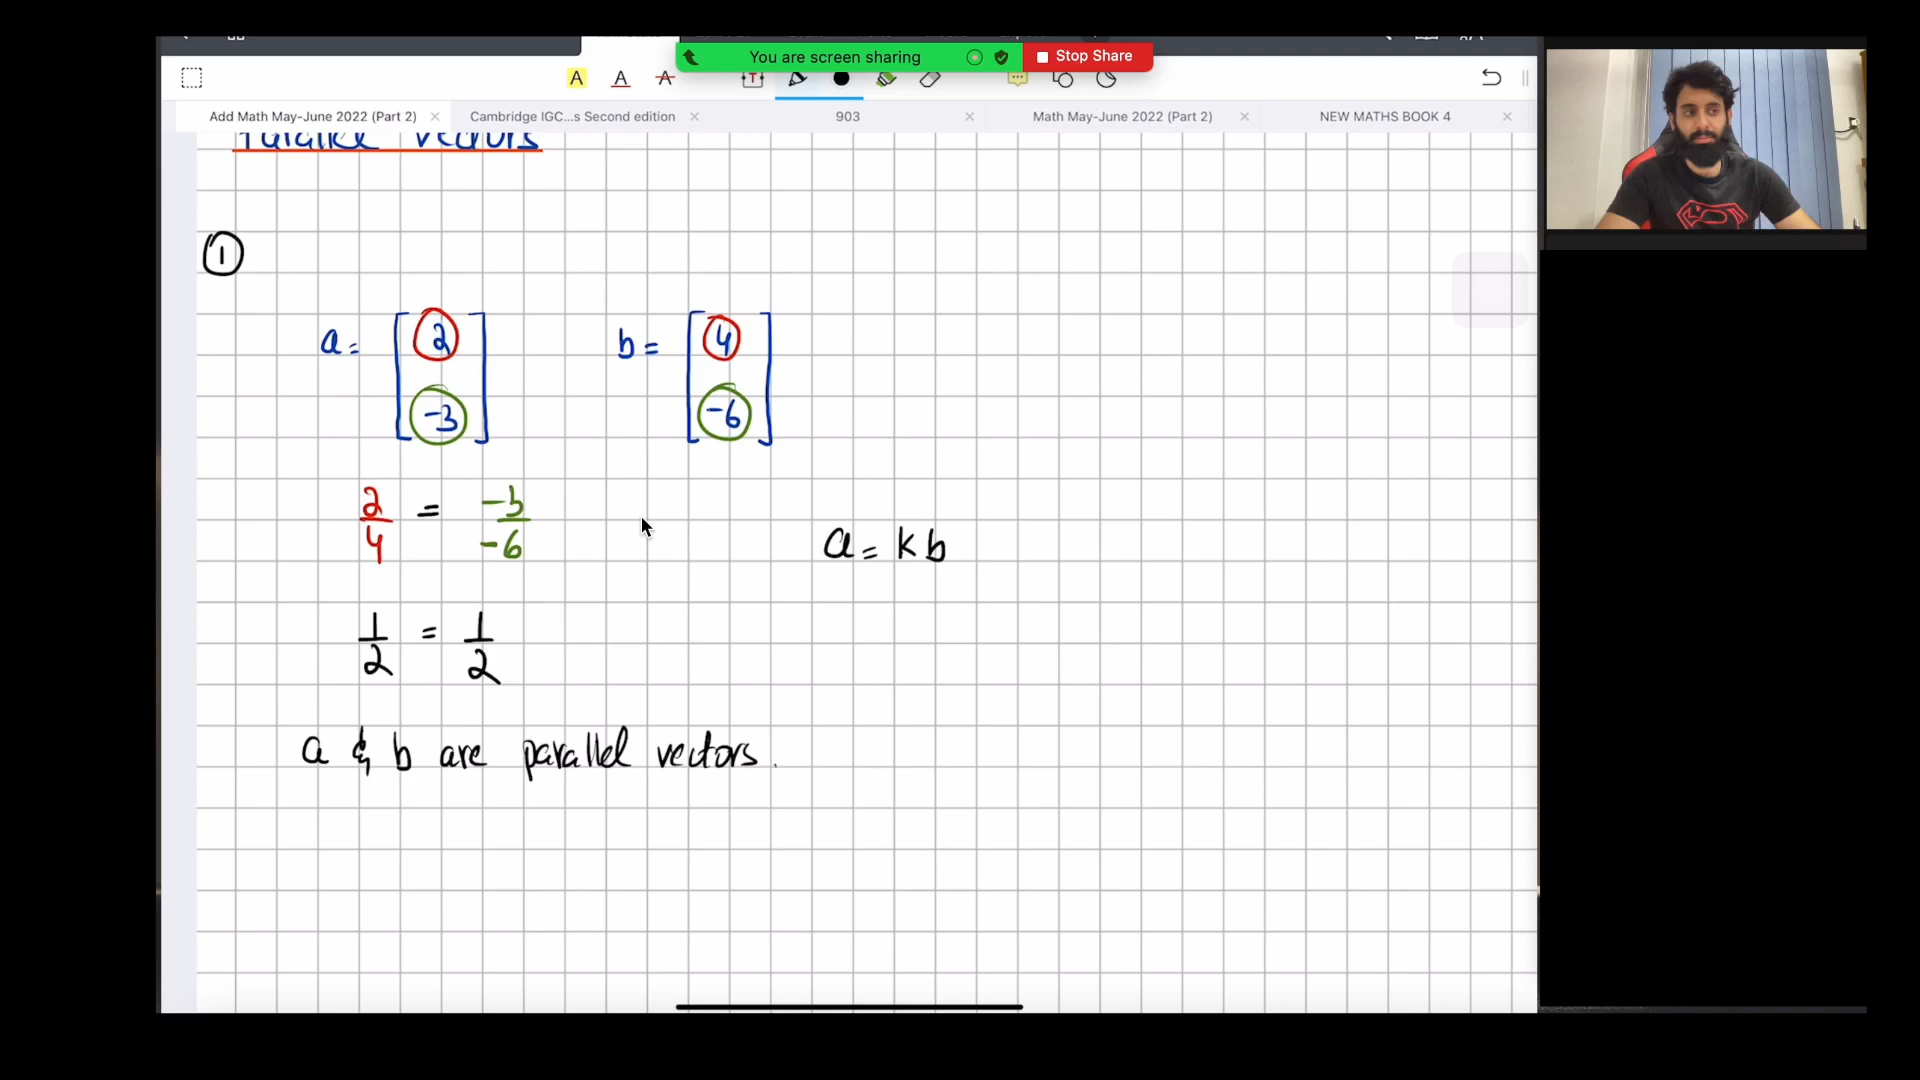 You are screen sharing
Stop Share
Add Math May-June 2022 (Part 2)
Cambridge IGC...s Second edition
903
Math May-June 2022 (Part 2)
NEW MATHS BOOK 4
Parallel vectors
①
a = [2 -3] b = [4 -6]
2/4 = -3/-6
a = k b
1/2 = 1/2
a & b are parallel vectors.